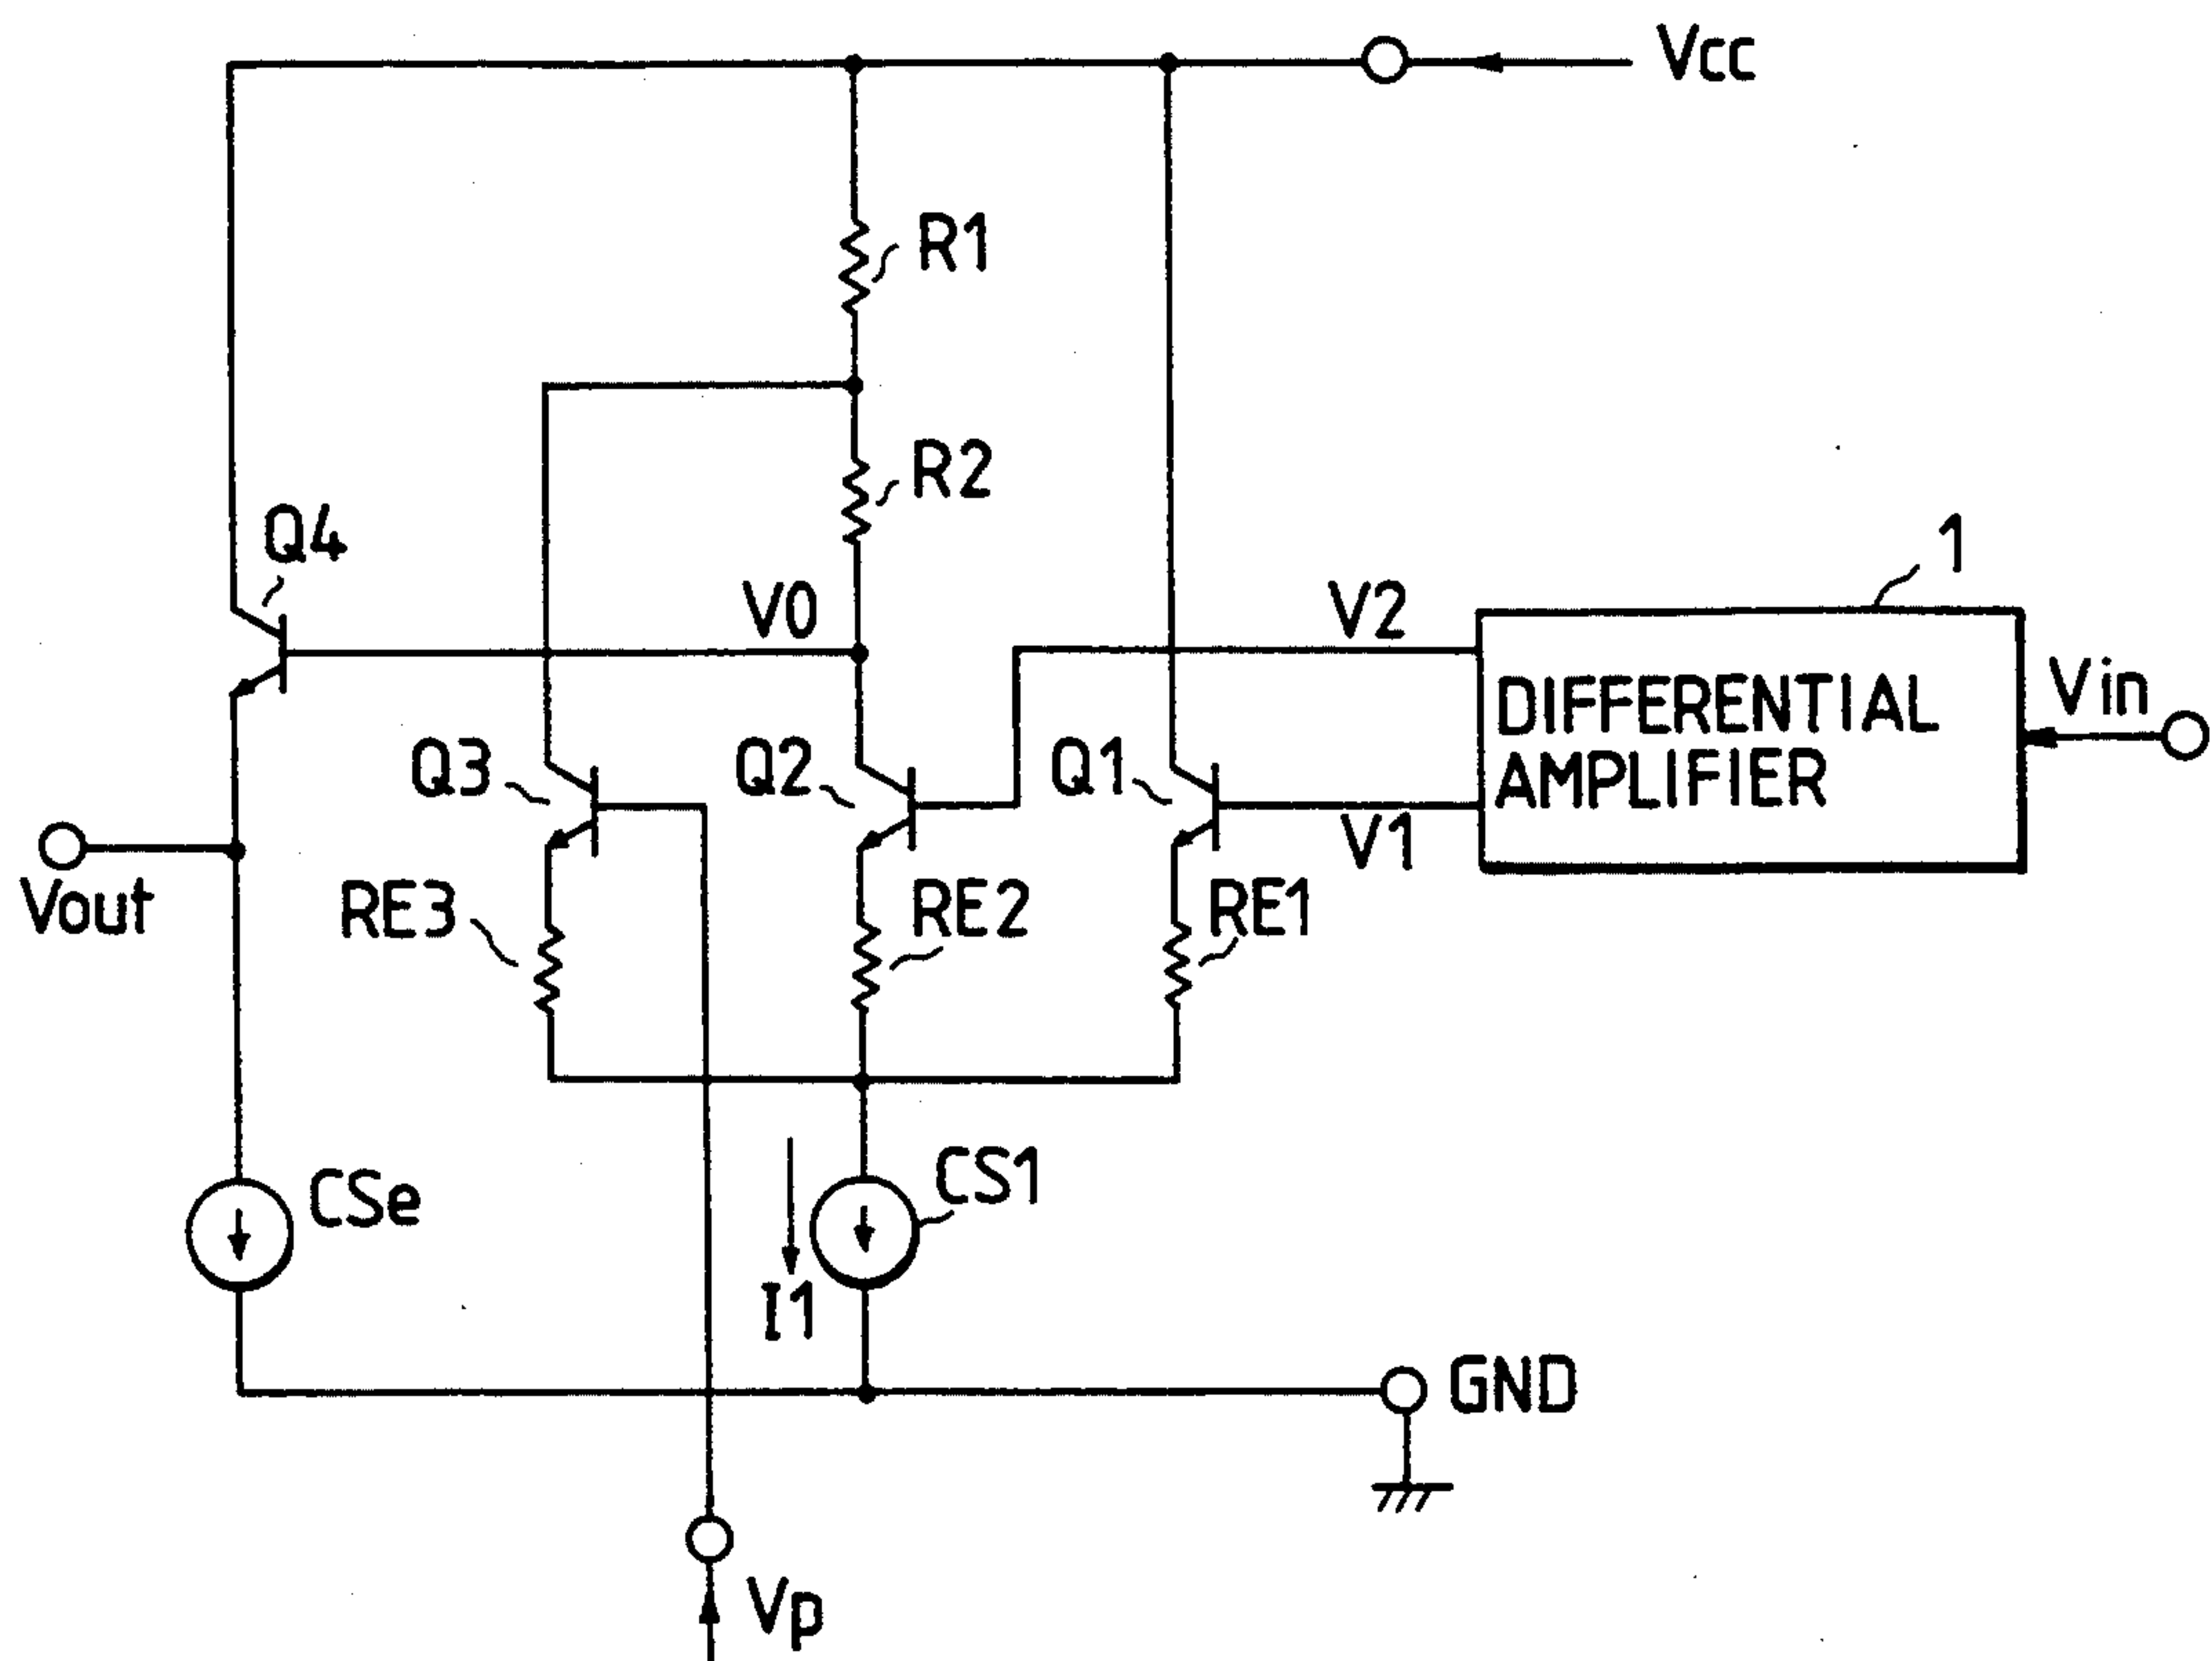 Vcc
R1
R2
Q4
V0
V2
1
DIFFERENTIAL
AMPLIFIER
Vin
Q3
Q2
Q1
V1
Vout
RE3
RE2
RE1
CSe
CS1
I1
GND
Vp